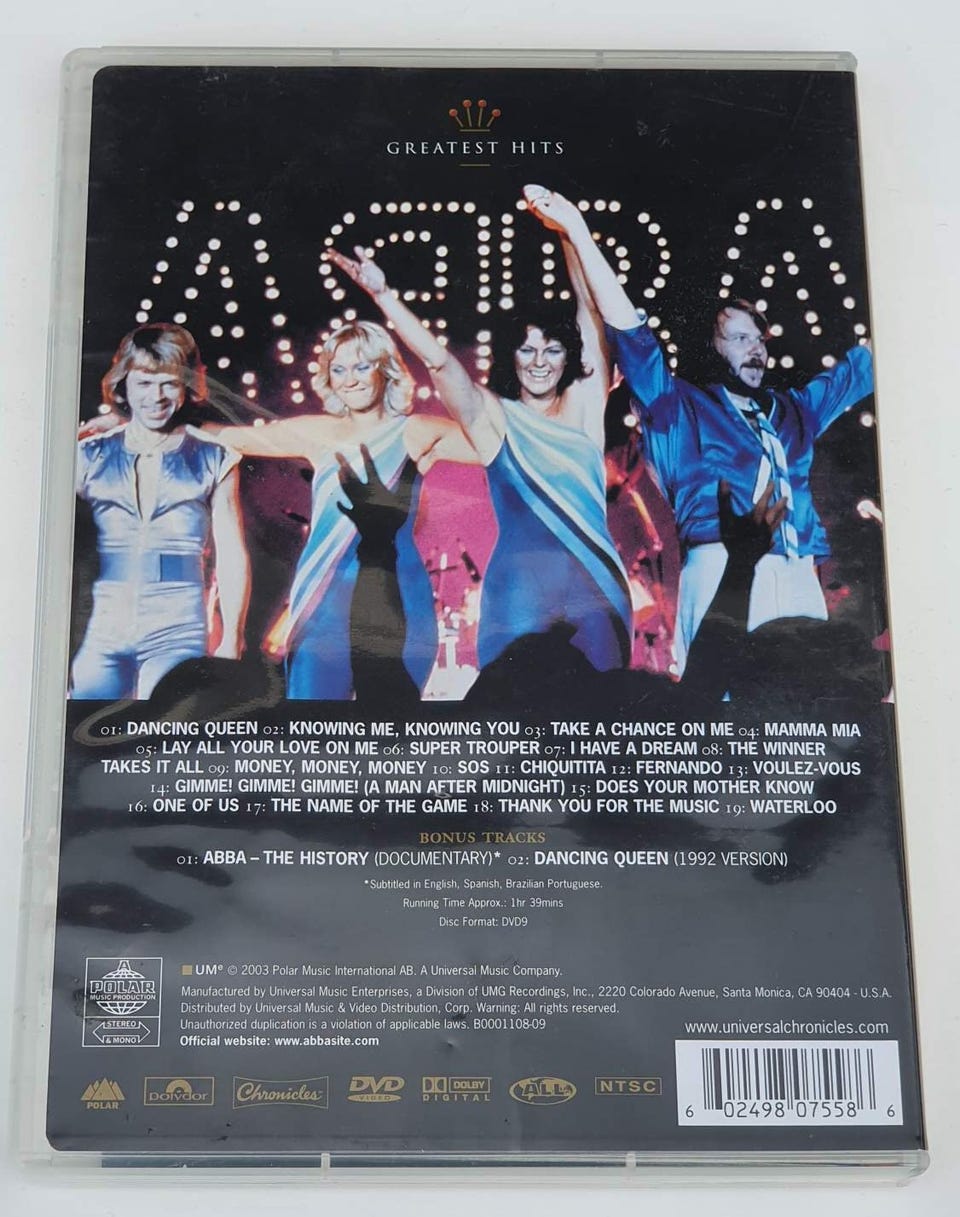 GREATEST HITS
ABBA
01: DANCING QUEEN 02: KNOWING ME, KNOWING YOU 03: TAKE A CHANCE ON ME 04: MAMMA MIA
05: LAY ALL YOUR LOVE ON ME 06: SUPER TROUPER 07: I HAVE A DREAM 08: THE WINNER
TAKES IT ALL 09: MONEY, MONEY, MONEY 10: SOS 11: CHIQUITITA 12: FERNANDO 13: VOULEZ-VOUS
14: GIMME! GIMME! GIMME! (A MAN AFTER MIDNIGHT) 15: DOES YOUR MOTHER KNOW
16: ONE OF US 17: THE NAME OF THE GAME 18: THANK YOU FOR THE MUSIC 19: WATERLOO
BONUS TRACKS
01: ABBA – THE HISTORY (DOCUMENTARY)* 02: DANCING QUEEN (1992 VERSION)
*Subtitled in English, Spanish, Brazilian Portuguese.
Running Time Approx.: 1hr 39mins
Disc Format: DVD9
POLAR
MUSIC PRODUCTION
STEREO
& MONO
UMe © 2003 Polar Music International AB. A Universal Music Company.
Manufactured by Universal Music Enterprises, a Division of UMG Recordings, Inc., 2220 Colorado Avenue, Santa Monica, CA 90404 - U.S.A.
Distributed by Universal Music & Video Distribution, Corp. Warning: All rights reserved.
Unauthorized duplication is a violation of applicable laws. B0001108-09
Official website: www.abbasite.com
www.universalchronicles.com
POLAR
Polydor
Chronicles
DVD
VIDEO
DOLBY
DIGITAL
ALL
NTSC
6 02498 07558 6